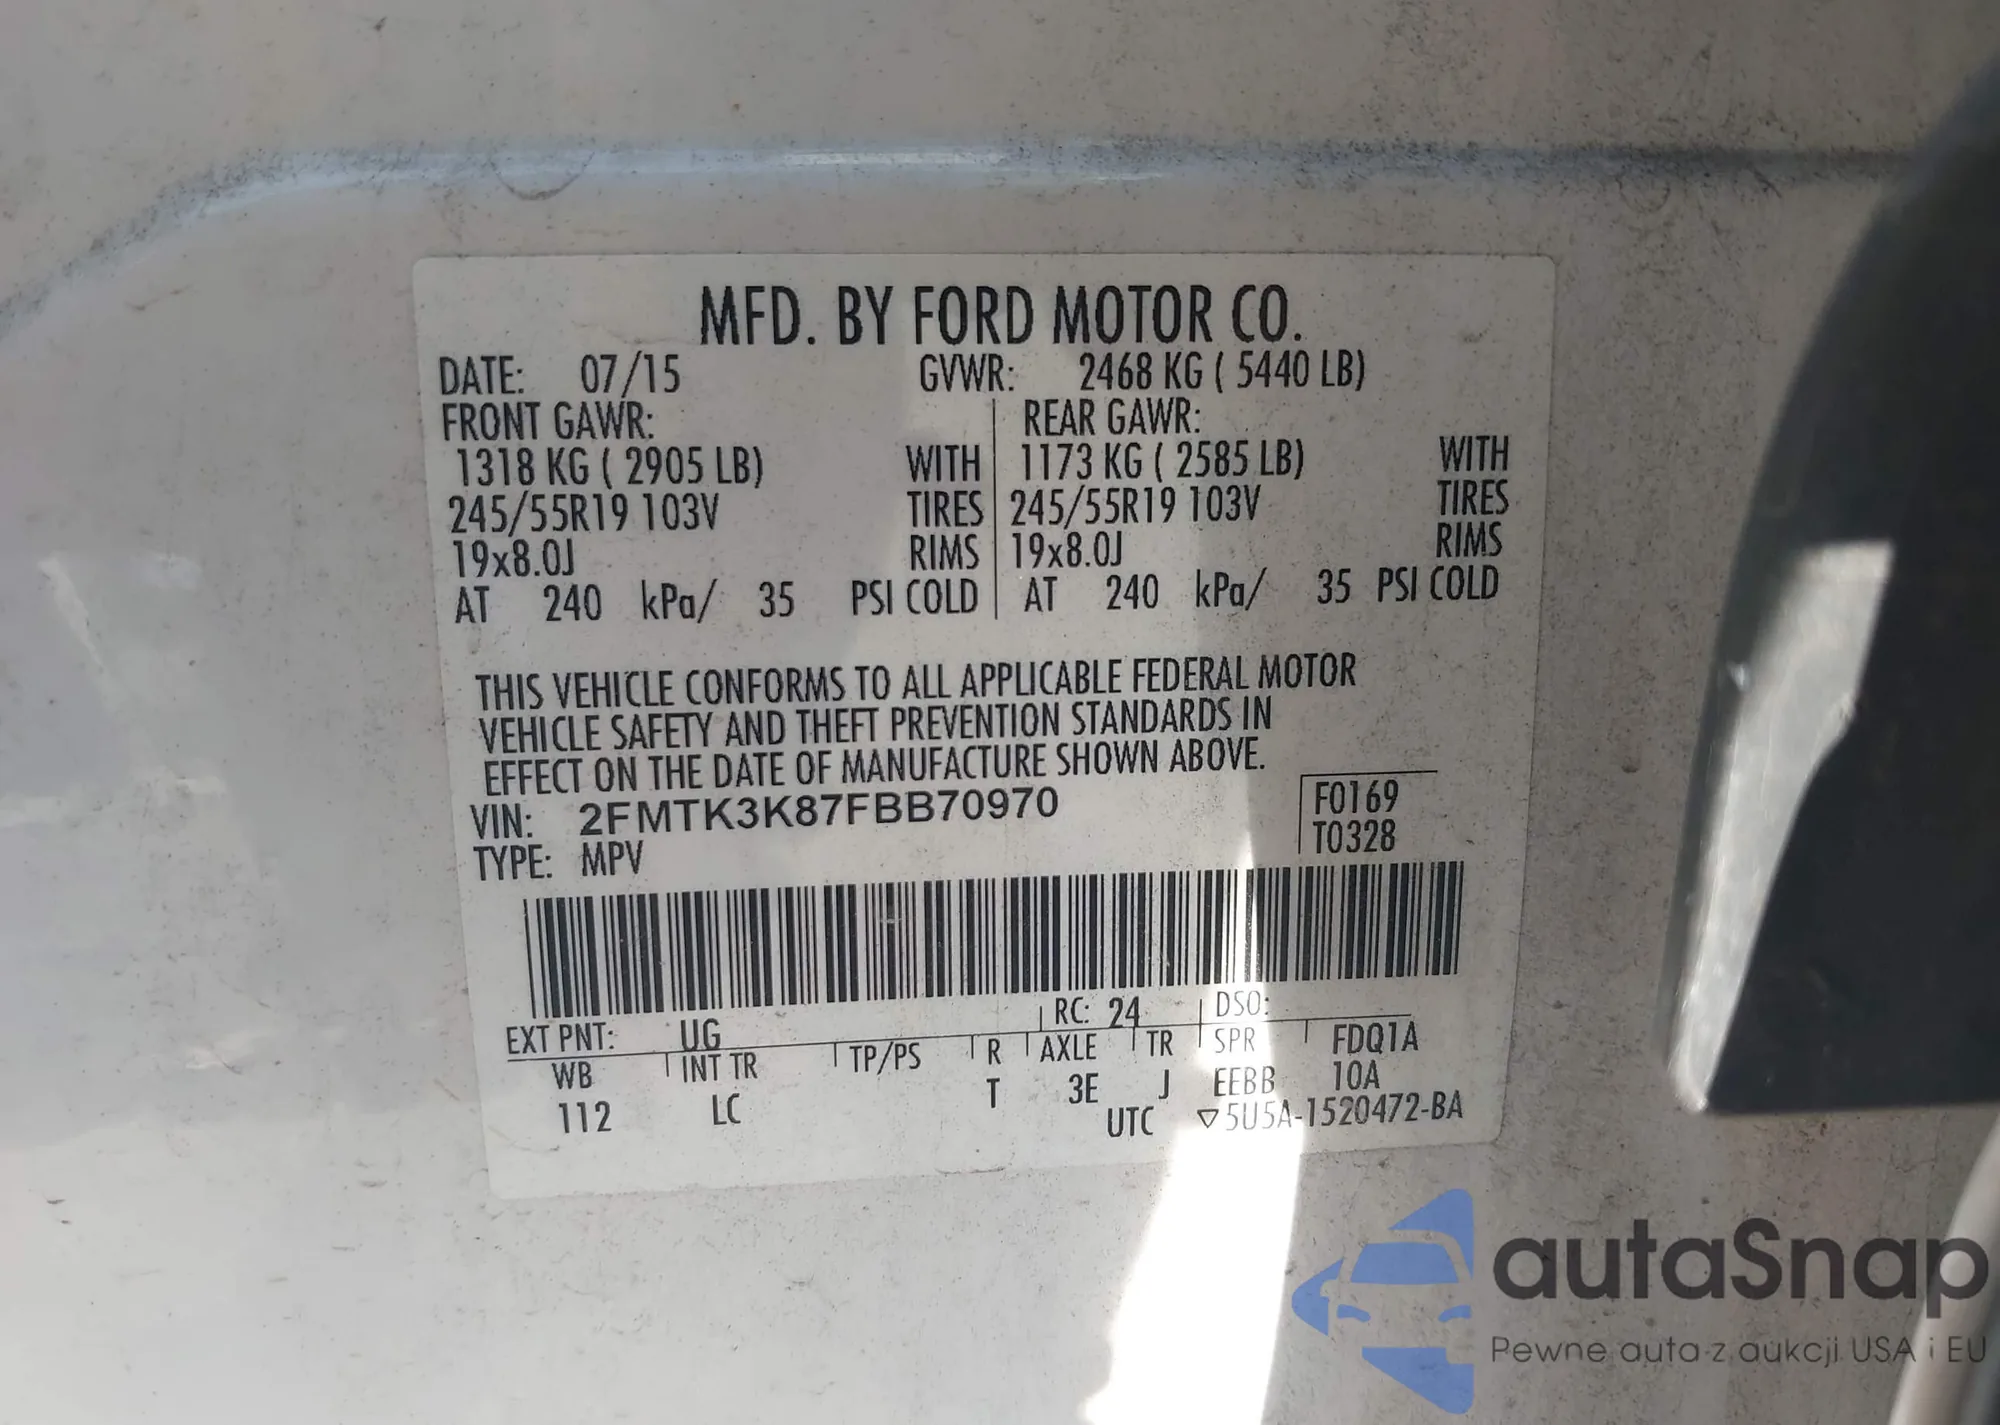 MFD. BY FORD MOTOR CO.
DATE: 07/15 GVWR: 2468 KG ( 5440 LB)
FRONT GAWR: REAR GAWR:
1318 KG ( 2905 LB) WITH 1173 KG ( 2585 LB) WITH
245/55R19 103V TIRES 245/55R19 103V TIRES
19x8.0J RIMS 19x8.0J RIMS
AT 240 kPa/ 35 PSI COLD AT 240 kPa/ 35 PSI COLD
THIS VEHICLE CONFORMS TO ALL APPLICABLE FEDERAL MOTOR
VEHICLE SAFETY AND THEFT PREVENTION STANDARDS IN
EFFECT ON THE DATE OF MANUFACTURE SHOWN ABOVE.
VIN: 2FMTK3K87FBB70970 F0169
TYPE: MPV T0328
EXT PNT: UG RC: 24 DSO:
WB INT TR TP/PS R AXLE TR SPR FDQ1A
112 LC T 3E J EEBB 10A
UTC ▽5U5A-1520472-BA
autaSnap
Pewne auta z aukcji USA i EU